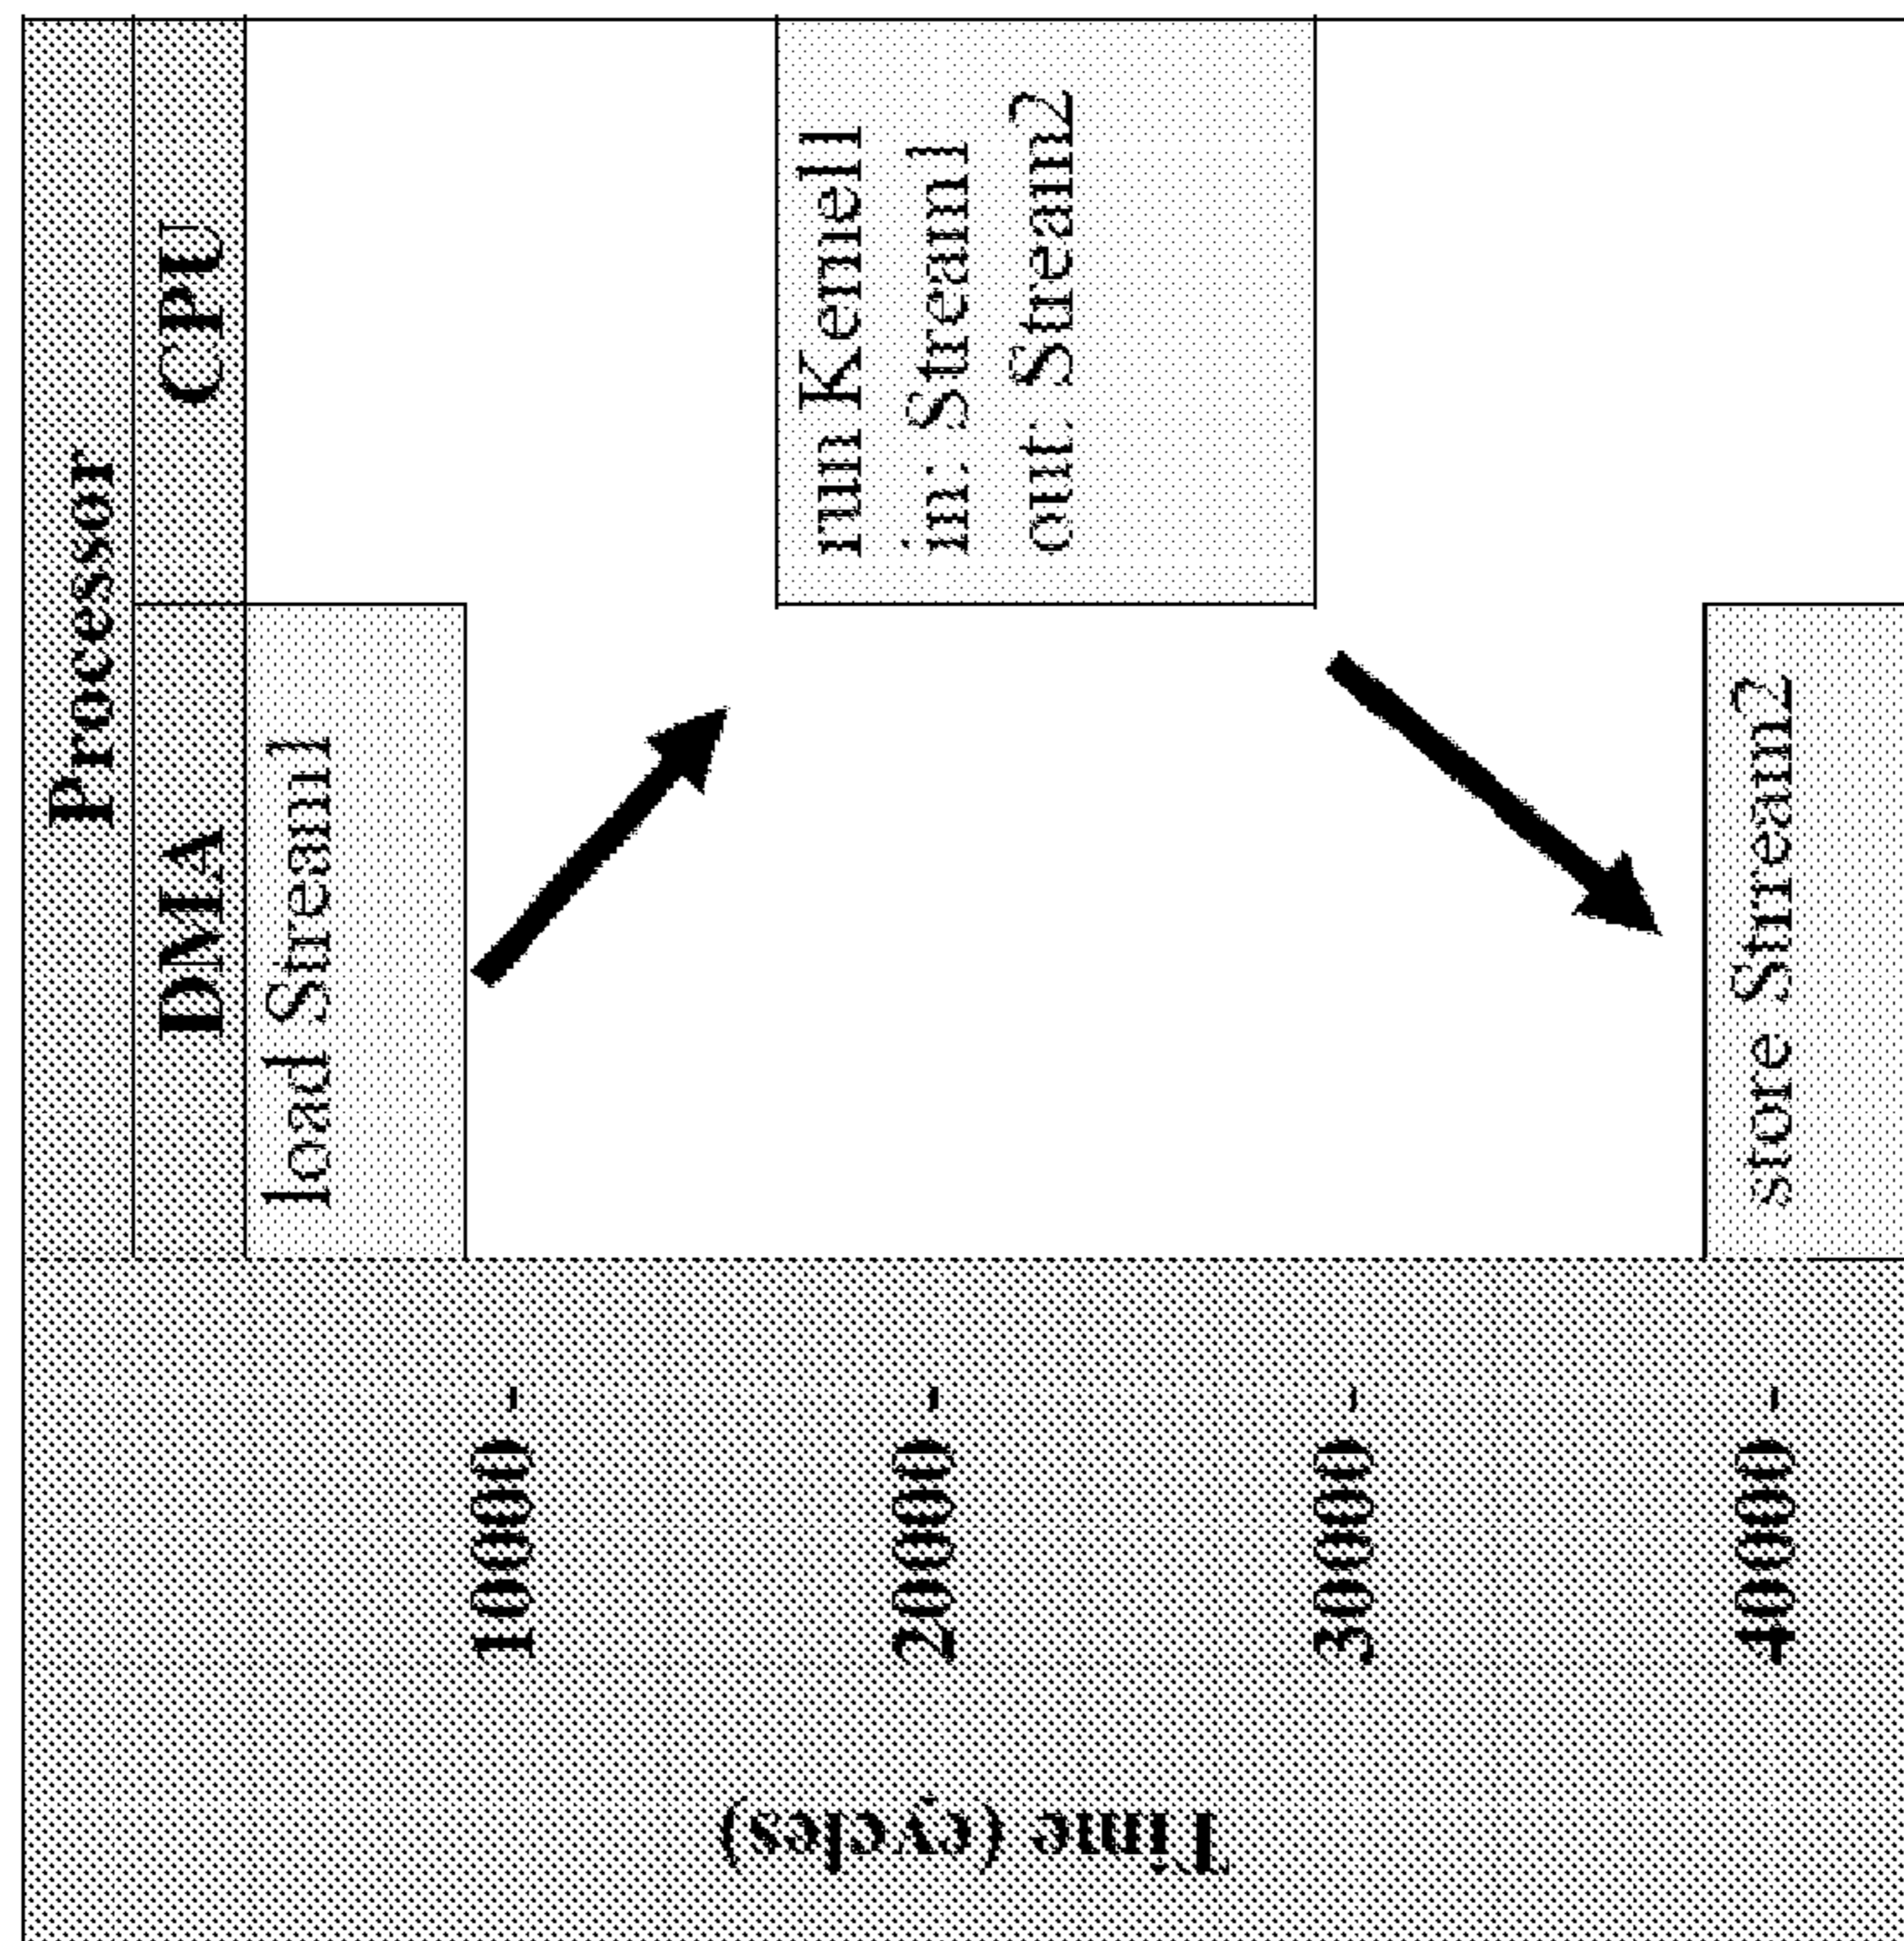 Processor
DMA
CPU
load Stream1
run Kernel1
in: Stream1
out: Stream2
store Stream2
1000 -
2000 -
3000 -
4000 -
Time (cycles)